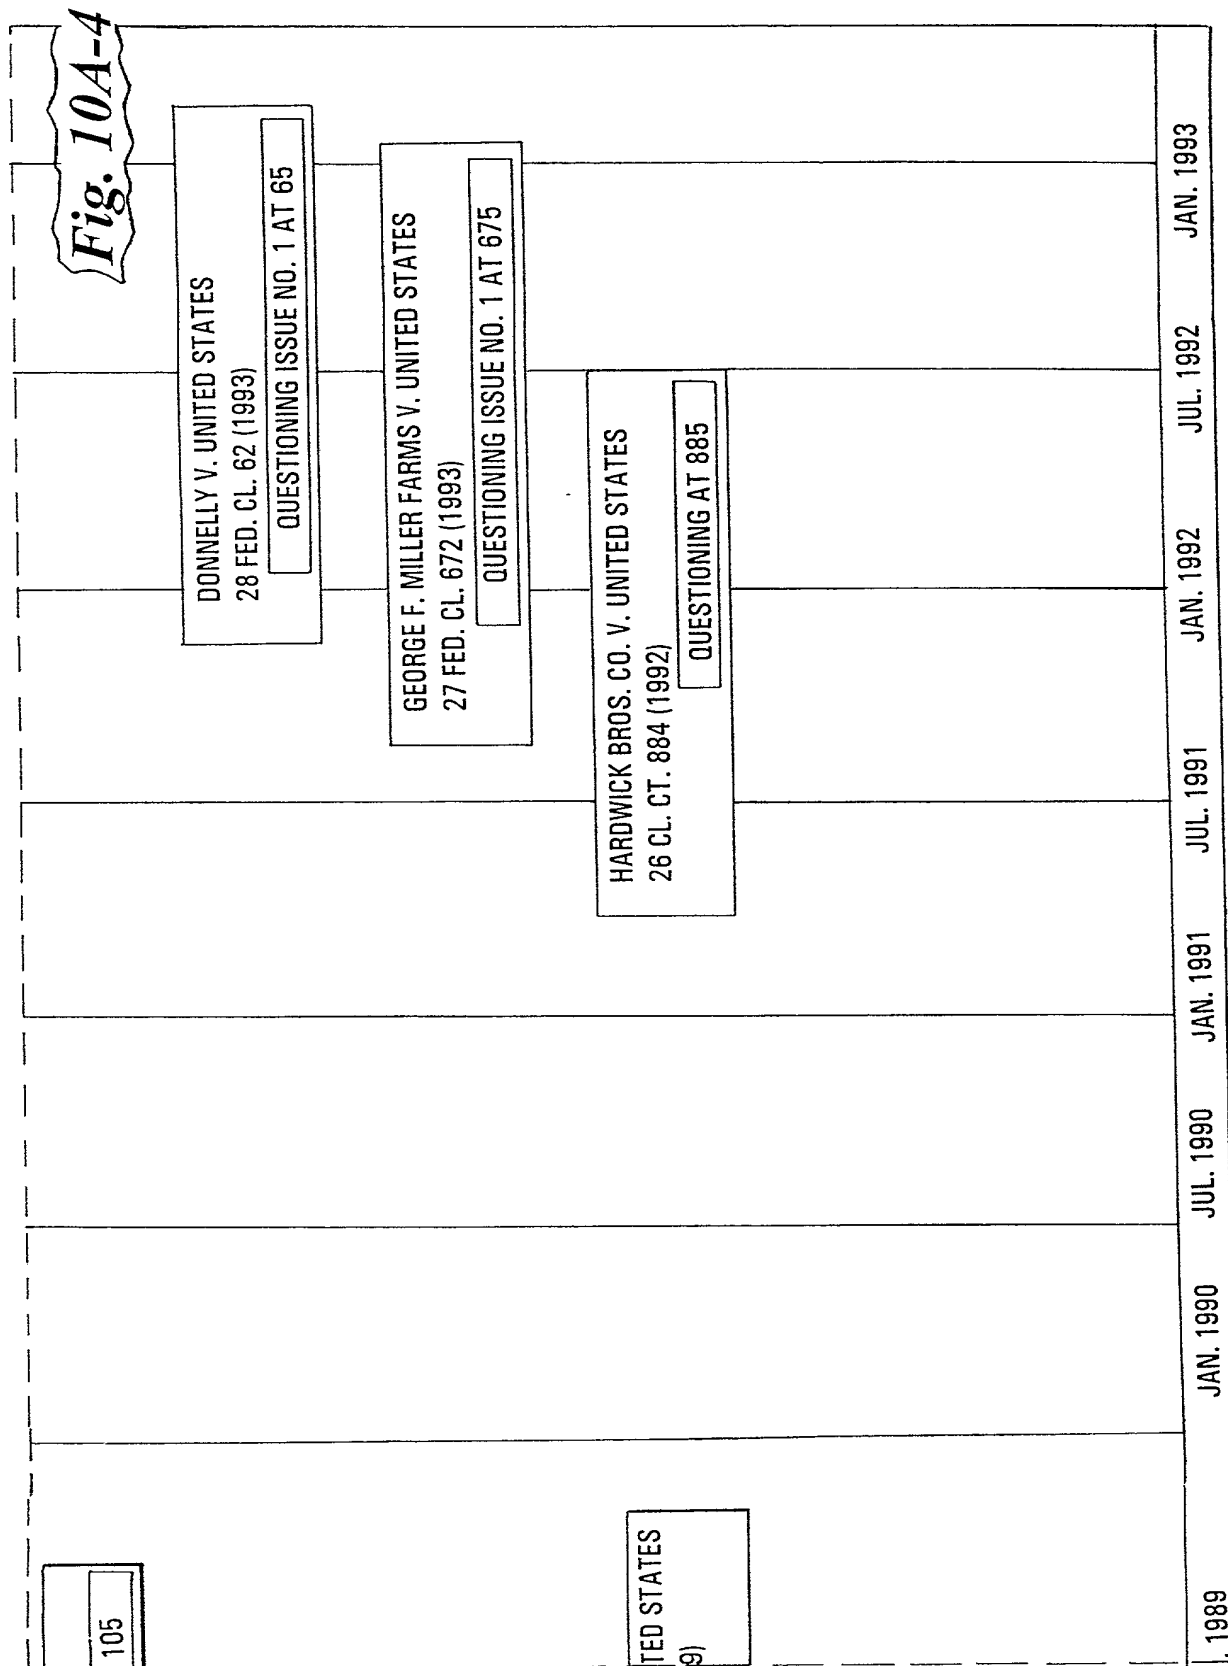 Fig. 10A-4
105
DONNELLY V. UNITED STATES
28 FED. CL. 62 (1993)
QUESTIONING ISSUE NO. 1 AT 65
GEORGE F. MILLER FARMS V. UNITED STATES
27 FED. CL. 672 (1993)
QUESTIONING ISSUE NO. 1 AT 675
HARDWICK BROS. CO. V. UNITED STATES
26 CL. CT. 884 (1992)
QUESTIONING AT 885
TED STATES
9)
. 1989
JAN. 1990
JUL. 1990
JAN. 1991
JUL. 1991
JAN. 1992
JUL. 1992
JAN. 1993